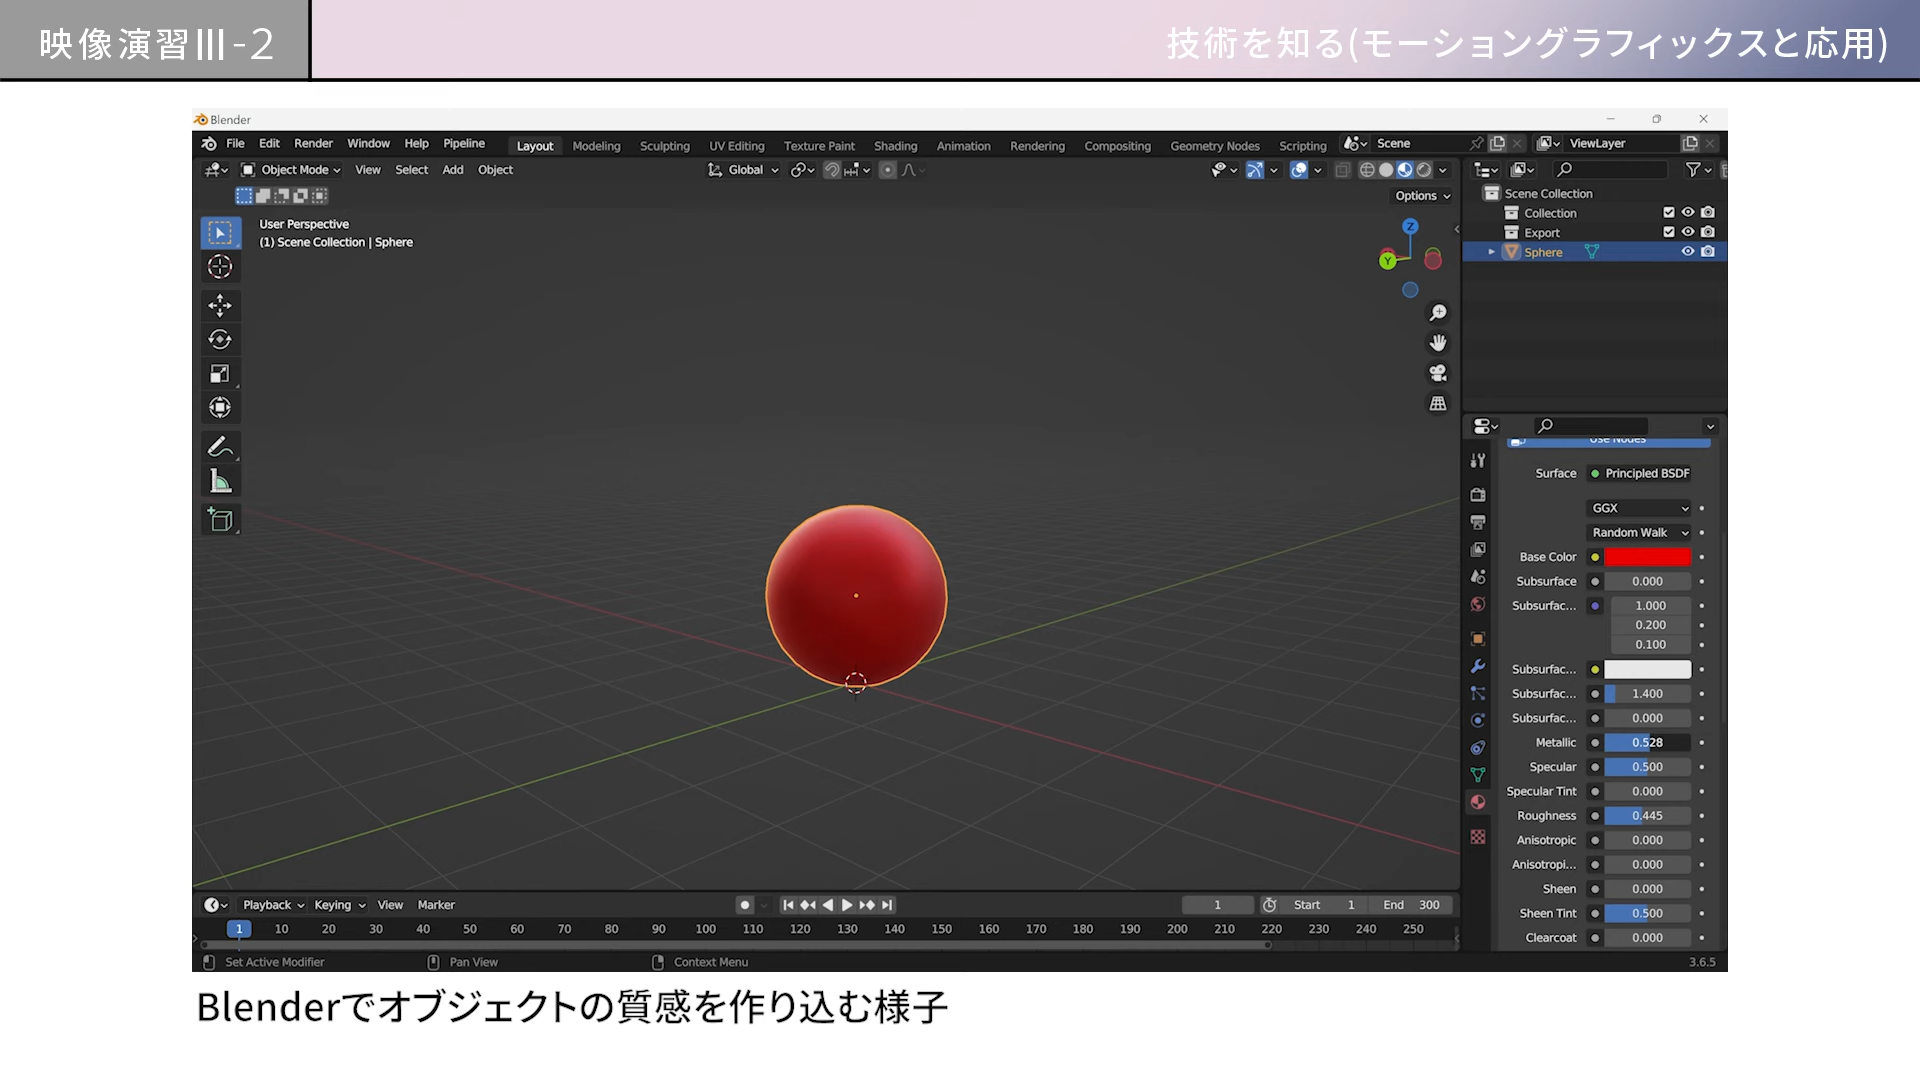 映像演習Ⅲ-2
技術を知る(モーショングラフィックスと応用)
Blender
File Edit Render Window Help Pipeline Layout Modeling Sculpting UV Editing Texture Paint Shading Animation Rendering Compositing Geometry Nodes Scripting Scene ViewLayer
Object Mode View Select Add Object Global
Options
User Perspective
(1) Scene Collection | Sphere
Z
Y
Scene Collection
Collection
Export
Sphere
Use Nodes
Surface Principled BSDF
GGX
Random Walk
Base Color
Subsurface 0.000
Subsurfac... 1.000
0.200
0.100
Subsurfac...
Subsurfac... 1.400
Subsurfac... 0.000
Metallic 0.528
Specular 0.500
Specular Tint 0.000
Roughness 0.445
Anisotropic 0.000
Anisotropi... 0.000
Sheen 0.000
Sheen Tint 0.500
Clearcoat 0.000
Playback Keying View Marker 1 Start 1 End 300
1 10 20 30 40 50 60 70 80 90 100 110 120 130 140 150 160 170 180 190 200 210 220 230 240 250
Set Active Modifier Pan View Context Menu 3.6.5
Blenderでオブジェクトの質感を作り込む様子